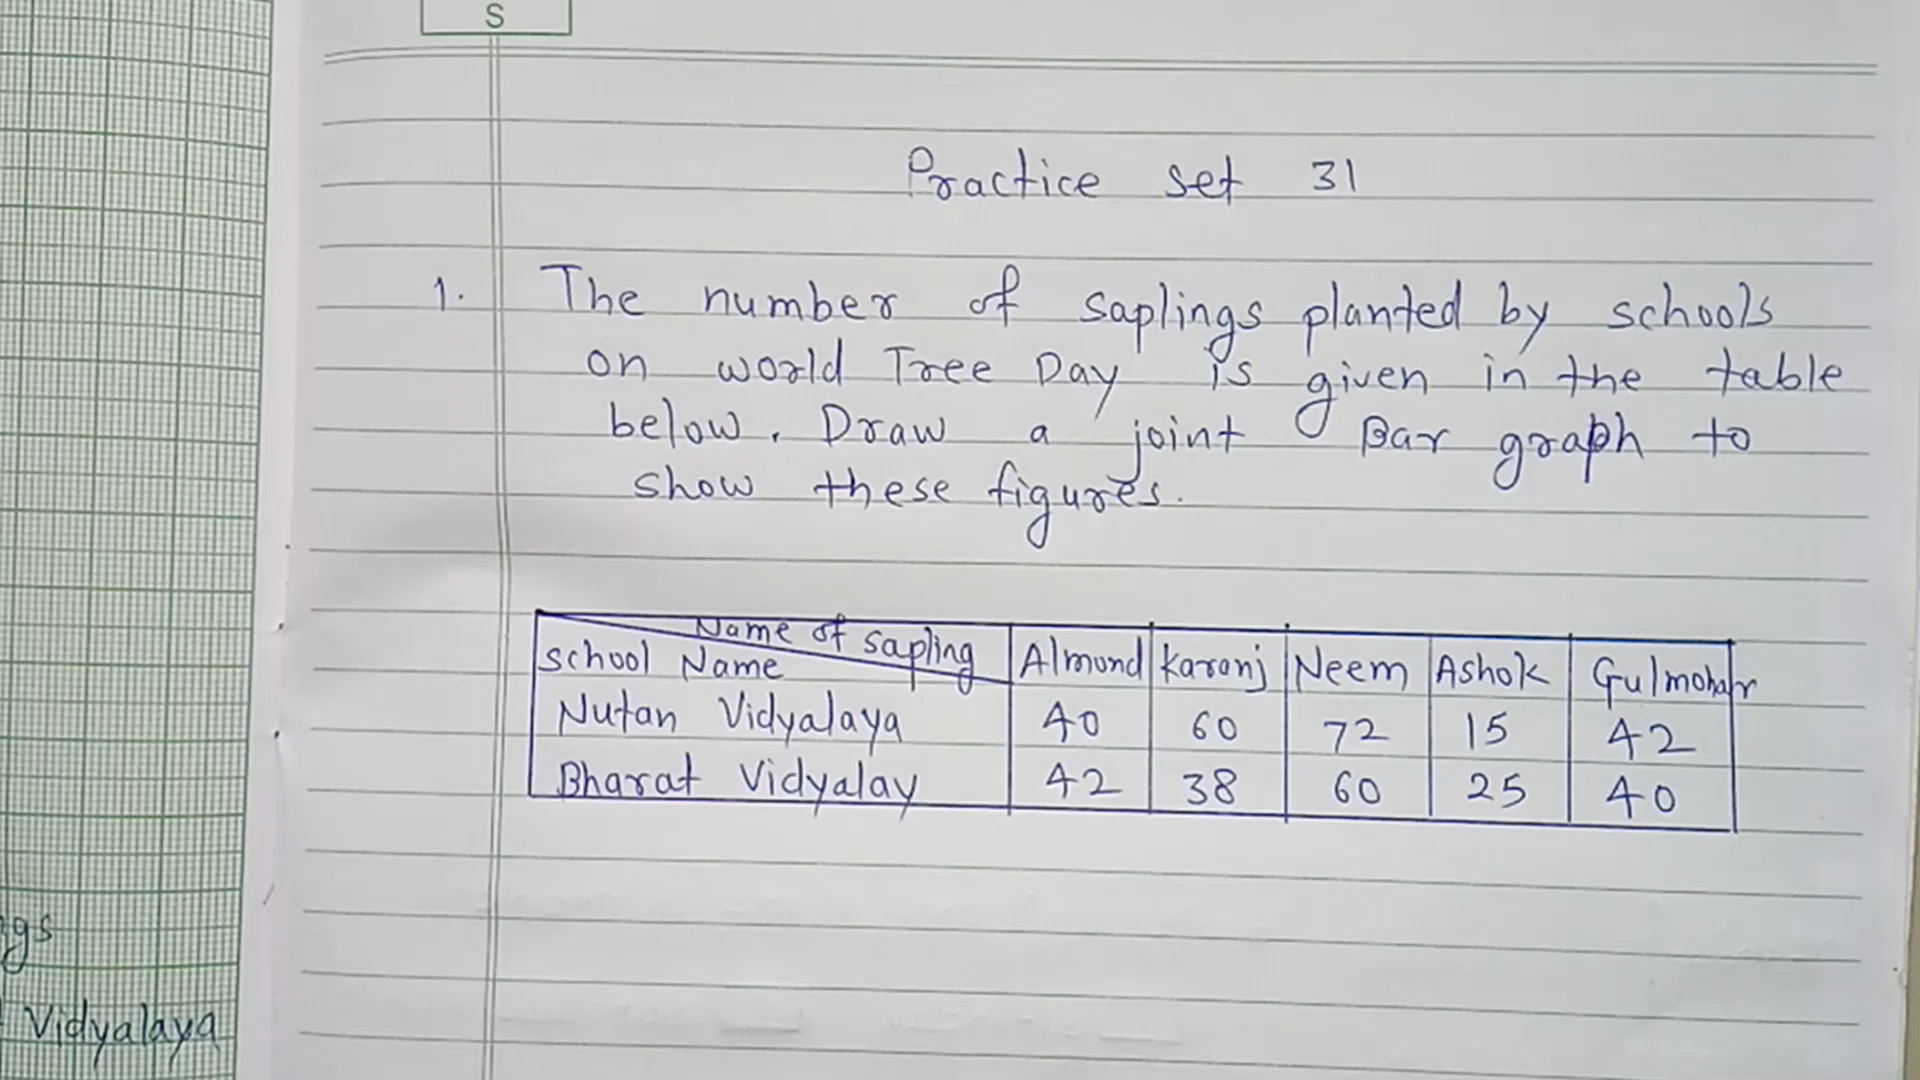 S
Practice set 31
1. The number of saplings planted by schools
on world Tree Day is given in the table
below. Draw a joint Bar graph to
show these figures.
Name of sapling
School Name Almond Karanj Neem Ashok Gulmohar
Nutan Vidyalaya 40 60 72 15 42
Bharat Vidyalay 42 38 60 25 40
Vidyalaya